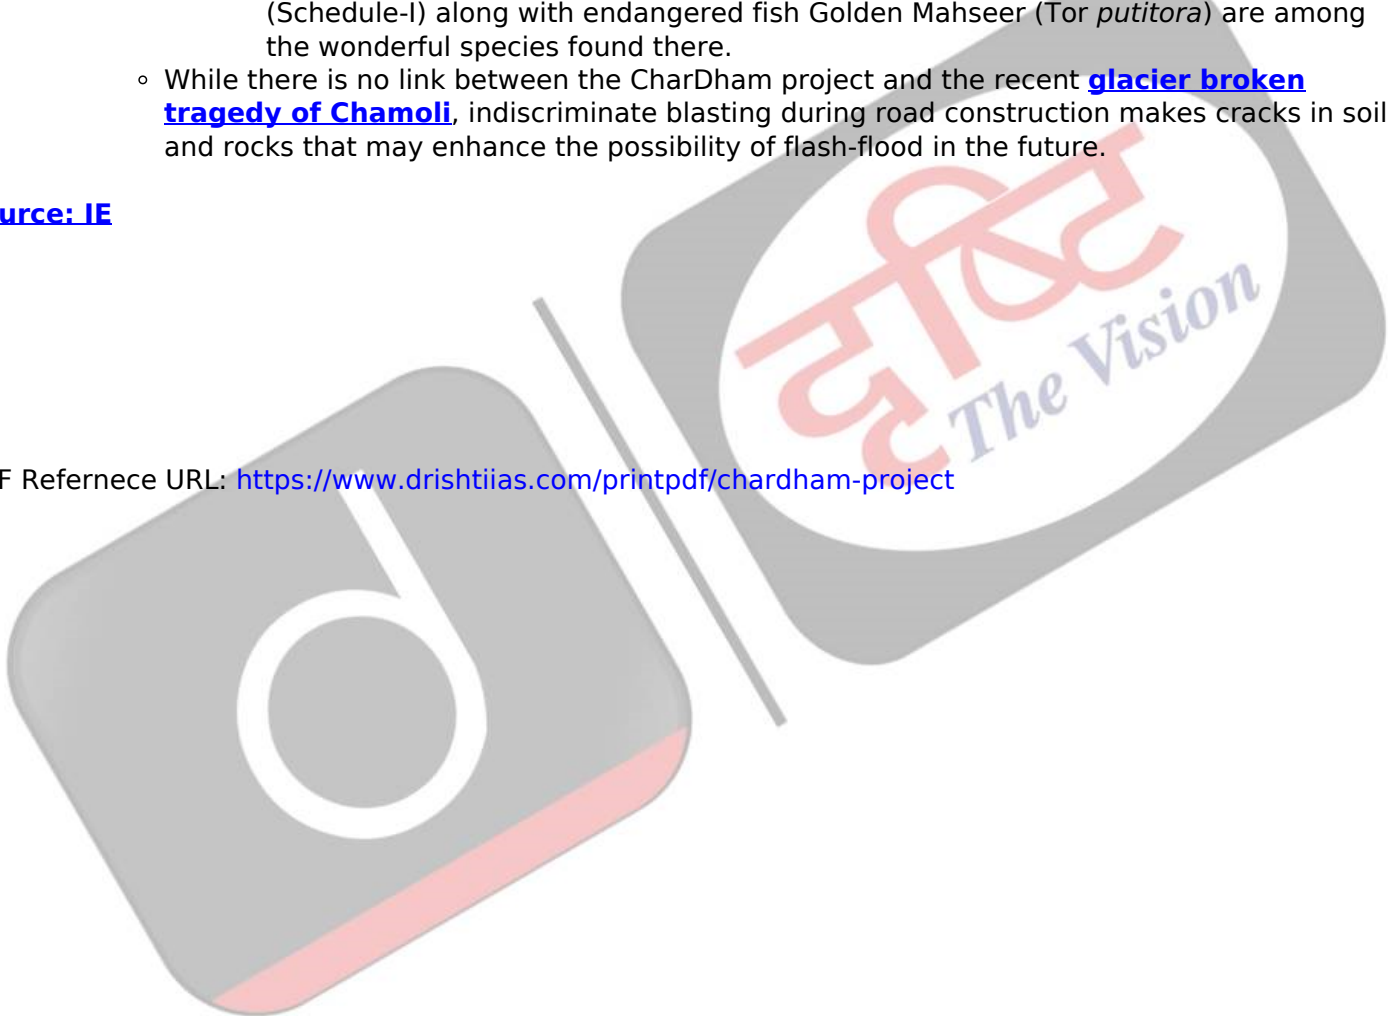 (Schedule-I) along with endangered fish Golden Mahseer (Tor putitora) are among
the wonderful species found there.
While there is no link between the CharDham project and the recent glacier broken
tragedy of Chamoli, indiscriminate blasting during road construction makes cracks in soil
and rocks that may enhance the possibility of flash-flood in the future.
urce: IE
दृष्टि
The Vision
d
F Refernece URL: https://www.drishtiias.com/printpdf/chardham-project